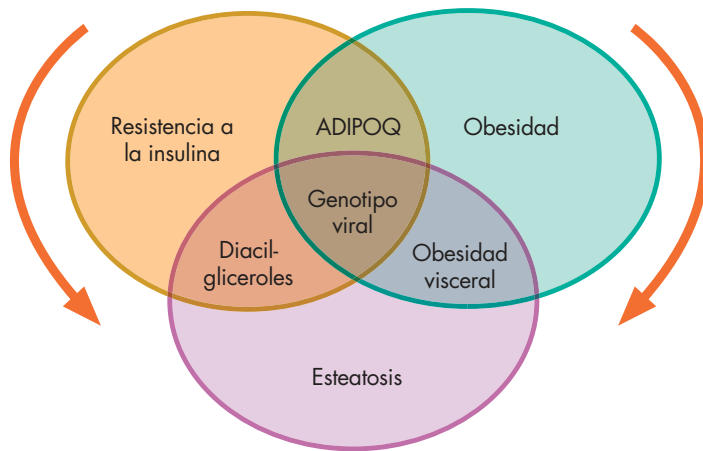 Resistencia a
la insulina
ADIPOQ
Obesidad
Genotipo
viral
Diacil-
gliceroles
Obesidad
visceral
Esteatosis